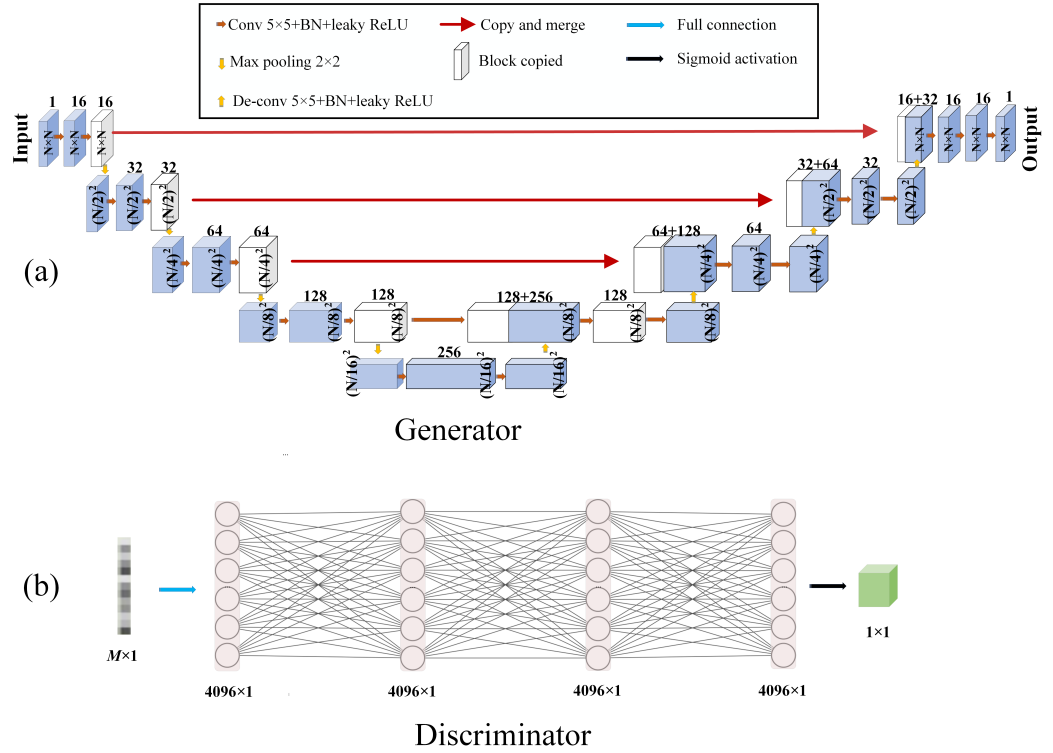 Conv 5×5+BN+leaky ReLU
Copy and merge
Full connection
Max pooling 2×2
Block copied
Sigmoid activation
De-conv 5×5+BN+leaky ReLU
Input
1
16
16
N×N
N×N
N×N
16+32
16
16
1
N×N
N×N
N×N
N×N
Output
32
32
(N/2)²
(N/2)²
(N/2)²
32+64
32
(N/2)²
(N/2)²
(N/2)²
(a)
64
64
(N/4)²
(N/4)²
(N/4)²
64+128
64
(N/4)²
(N/4)²
(N/4)²
128
128
(N/8)²
(N/8)²
(N/8)²
128+256
128
(N/8)²
(N/8)²
(N/8)²
256
(N/16)²
(N/16)²
(N/16)²
Generator
...
(b)
M×1
1×1
4096×1
4096×1
4096×1
4096×1
Discriminator